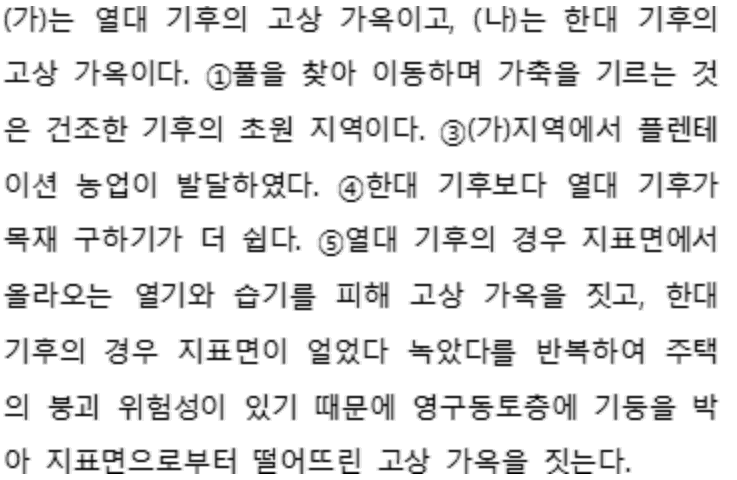 (가)는 열대 기후의 고상 가옥이고, (나)는 한대 기후의
고상 가옥이다. ①풀을 찾아 이동하며 가축을 기르는 것
은 건조한 기후의 초원 지역이다. ③(가)지역에서 플렌테
이션 농업이 발달하였다. ④한대 기후보다 열대 기후가
목재 구하기가 더 쉽다. ⑤열대 기후의 경우 지표면에서
올라오는 열기와 습기를 피해 고상 가옥을 짓고, 한대
기후의 경우 지표면이 얼었다 녹았다를 반복하여 주택
의 붕괴 위험성이 있기 때문에 영구동토층에 기둥을 박
아 지표면으로부터 떨어뜨린 고상 가옥을 짓는다.